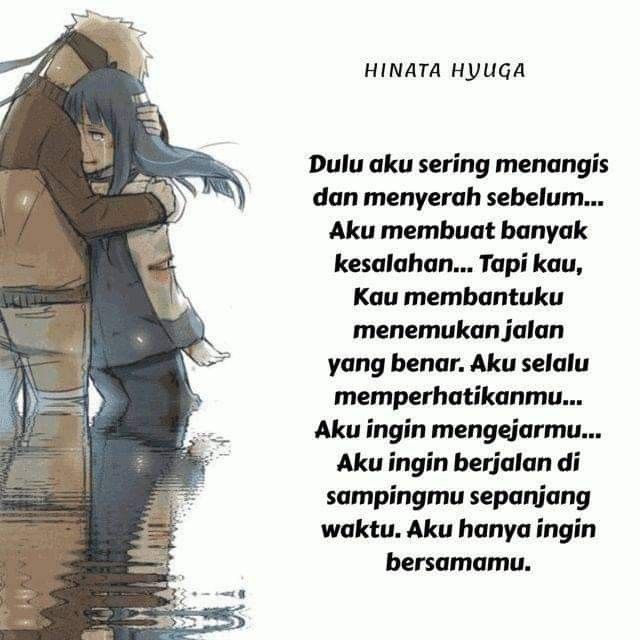 HINATA HYUGA
Dulu aku sering menangis
dan menyerah sebelum...
Aku membuat banyak
kesalahan... Tapi kau,
Kau membantuku
menemukan jalan
yang benar. Aku selalu
memperhatikanmu...
Aku ingin mengejarmu...
Aku ingin berjalan di
sampingmu sepanjang
waktu. Aku hanya ingin
bersamamu.